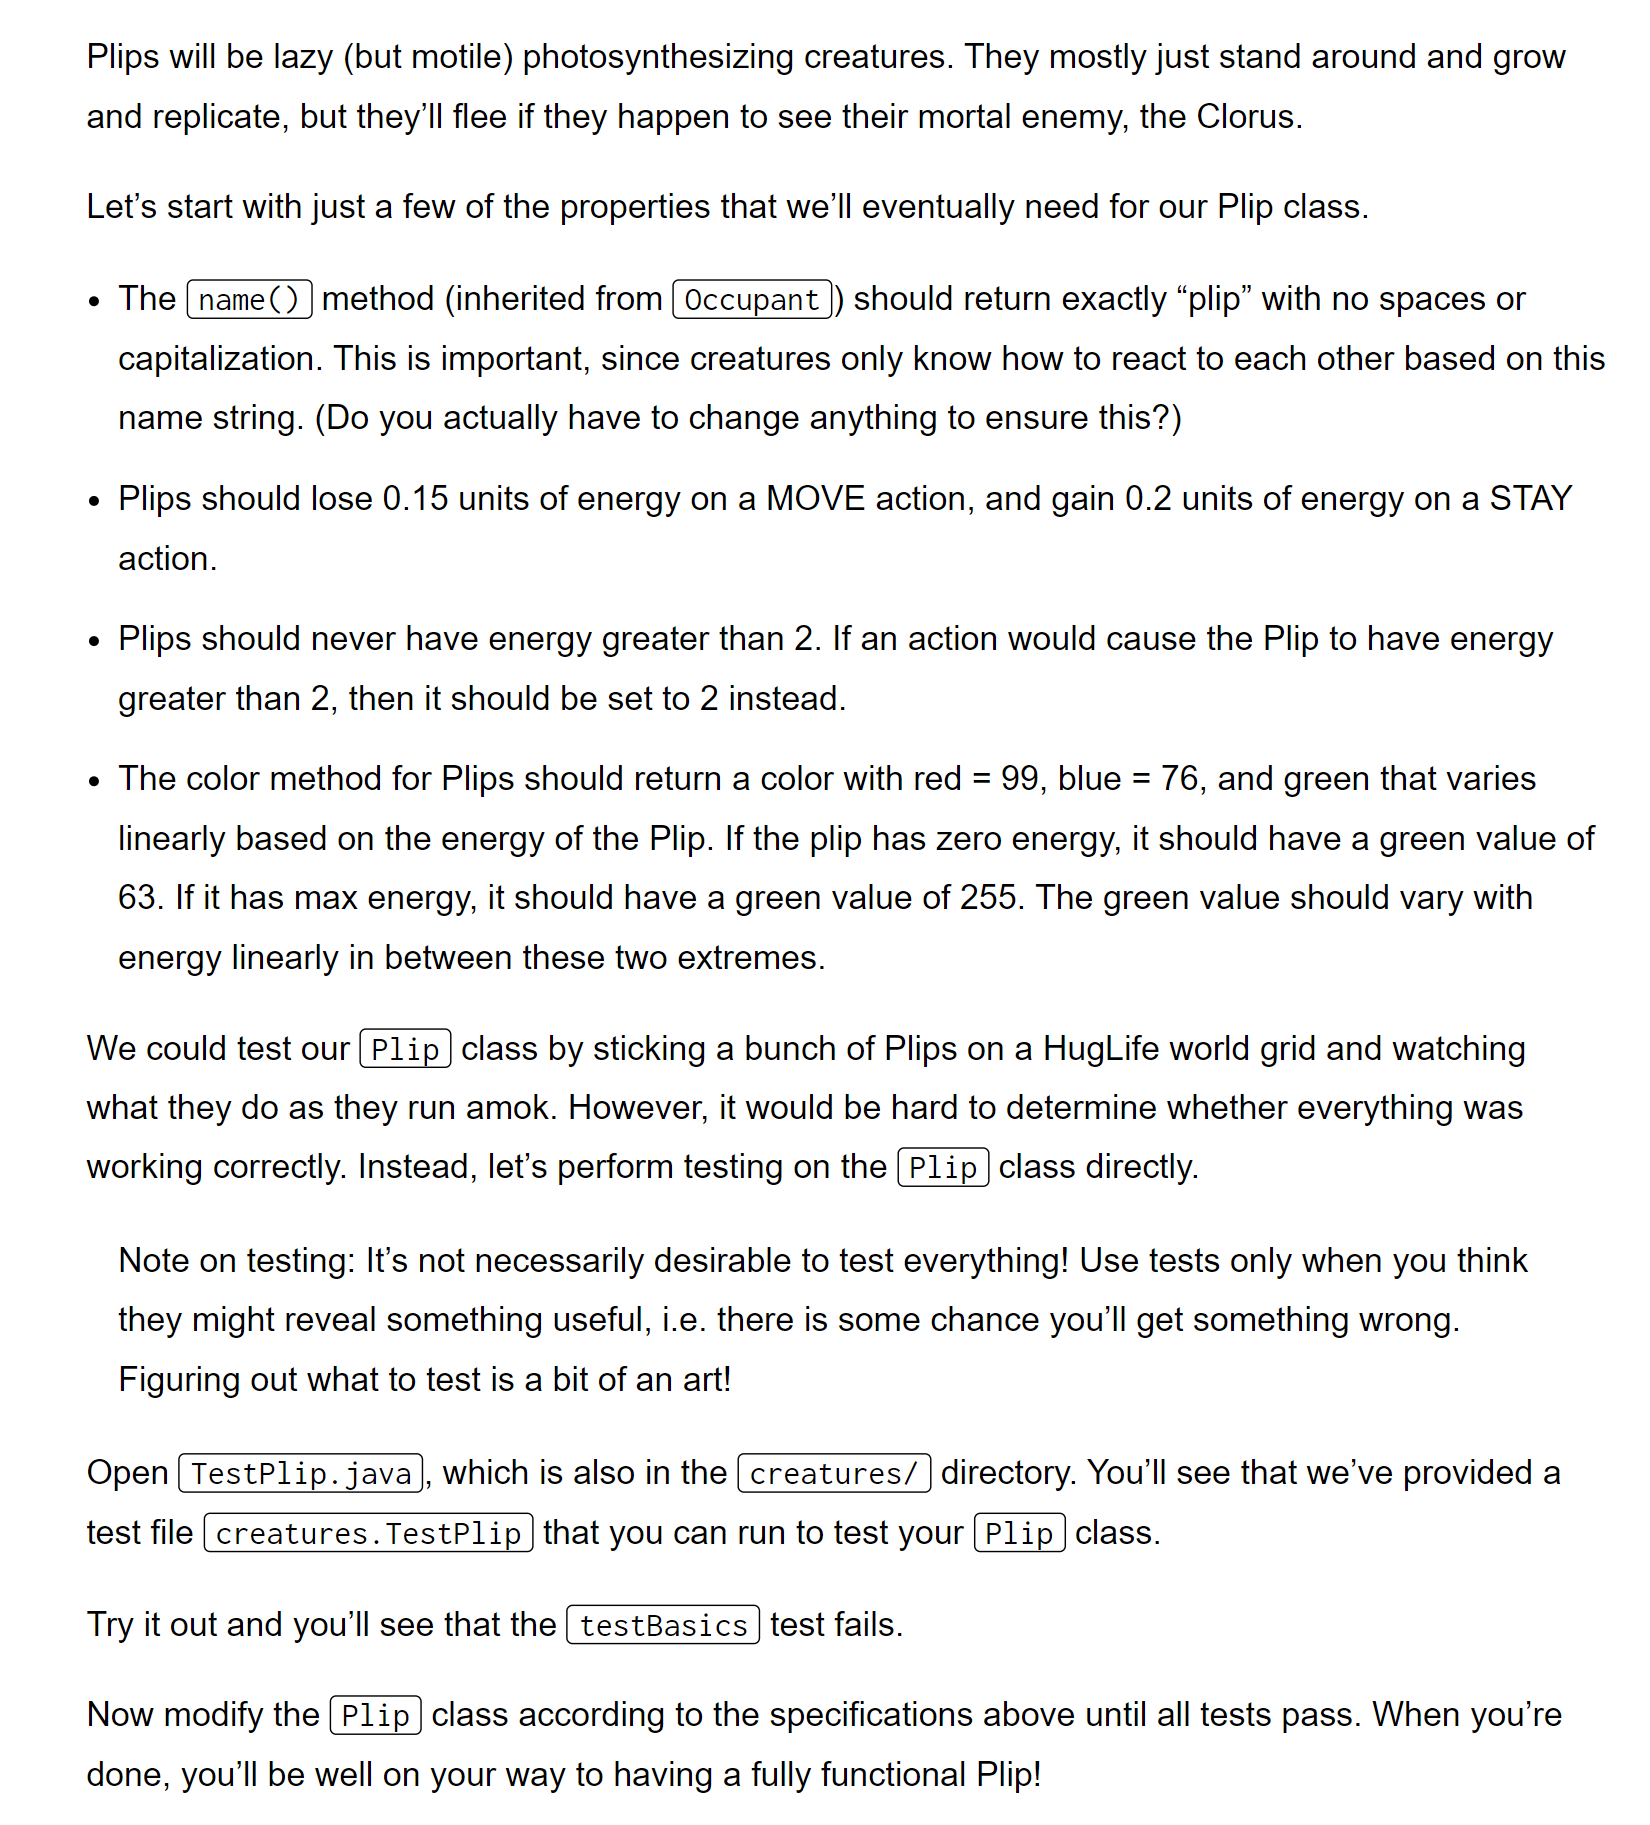 Plips will be lazy (but motile) photosynthesizing creatures. They mostly just stand around and grow
and replicate, but they’ll flee if they happen to see their mortal enemy, the Clorus.
Let’s start with just a few of the properties that we’ll eventually need for our Plip class.
• The name() method (inherited from Occupant) should return exactly “plip” with no spaces or
capitalization. This is important, since creatures only know how to react to each other based on this
name string. (Do you actually have to change anything to ensure this?)
• Plips should lose 0.15 units of energy on a MOVE action, and gain 0.2 units of energy on a STAY
action.
• Plips should never have energy greater than 2. If an action would cause the Plip to have energy
greater than 2, then it should be set to 2 instead.
• The color method for Plips should return a color with red = 99, blue = 76, and green that varies
linearly based on the energy of the Plip. If the plip has zero energy, it should have a green value of
63. If it has max energy, it should have a green value of 255. The green value should vary with
energy linearly in between these two extremes.
We could test our Plip class by sticking a bunch of Plips on a HugLife world grid and watching
what they do as they run amok. However, it would be hard to determine whether everything was
working correctly. Instead, let’s perform testing on the Plip class directly.
Note on testing: It’s not necessarily desirable to test everything! Use tests only when you think
they might reveal something useful, i.e. there is some chance you’ll get something wrong.
Figuring out what to test is a bit of an art!
Open TestPlip.java, which is also in the creatures/ directory. You’ll see that we’ve provided a
test file creatures.TestPlip that you can run to test your Plip class.
Try it out and you’ll see that the testBasics test fails.
Now modify the Plip class according to the specifications above until all tests pass. When you’re
done, you’ll be well on your way to having a fully functional Plip!